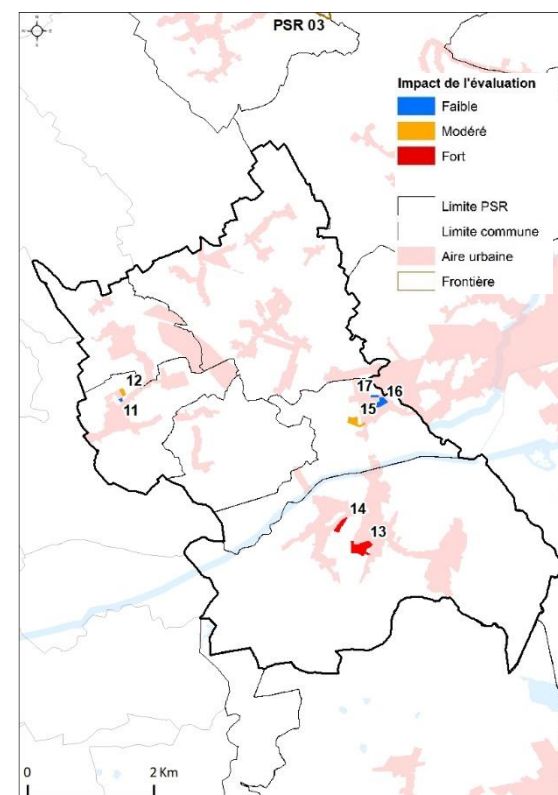 PSR 03
Impact de l'évaluation
Faible
Modéré
Fort
Limite PSR
Limite commune
Aire urbaine
Frontière
12
11
17
16
15
14
13
0
2 Km